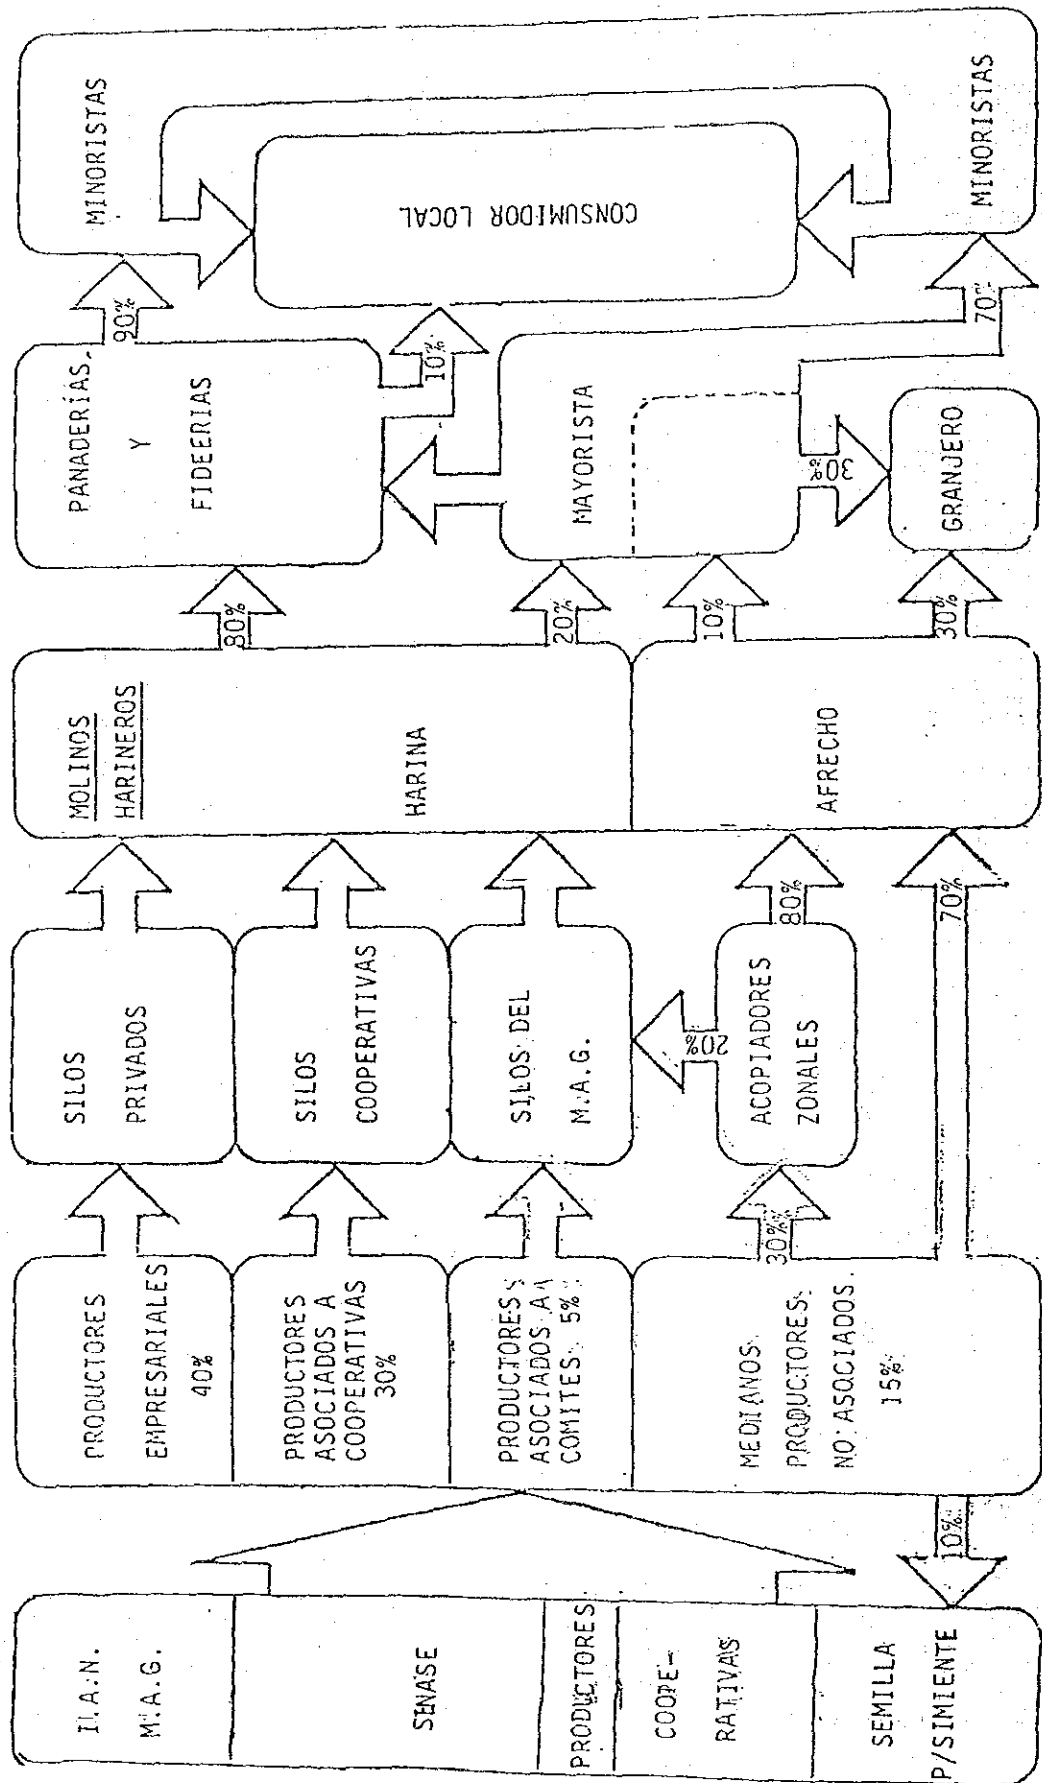 I.A.N.
M.A.G.
SENASE
PRODUCTORES
COOPE-
RATIVAS
SEMILLA
P/SIMIENTE
PRODUCTORES
EMPRESARIALES
40%
PRODUCTORES
ASOCIADOS A
COOPERATIVAS
30%
PRODUCTORES
ASOCIADOS A
COMITES 5%
MEDIANOS
PRODUCTORES
NO ASOCIADOS
15%
10%
30%
70%
SILOS
PRIVADOS
SILOS
COOPERATIVAS
SILOS DEL
M.A.G.
20%
ACOPIADORES
ZONALES
80%
MOLINOS
HARINEROS
HARINA
AFRECHO
80%
20%
10%
30%
PANADERÍAS.
Y
FIDEERIAS
MAYORISTA
30%
GRANJERO
90%
10%
70%
MINORISTAS
CONSUMIDOR LOCAL
MINORISTAS